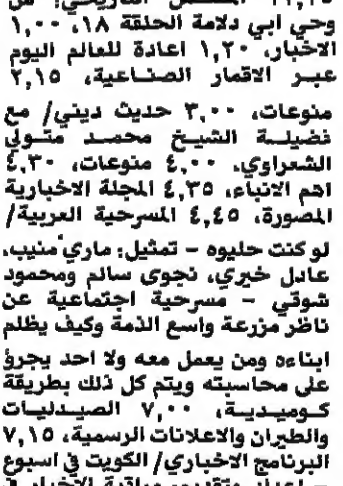 وحي ابي دلامة الحلقة ١٨، ١,٠٠
الاخبار، ١,٢٠ اعادة للعالم اليوم
عبر الاقمار الصناعية، ٢,١٥
منوعات، ٣,٠٠ حديث ديني/ مع
فضيلة الشيخ محمد متولي
الشعراوي، ٤,٠٠ منوعات، ٤,٣٠
اهم الانباء، ٤,٣٥ المجلة الاخبارية
المصورة، ٤,٤٥ المسرحية العربية/
لو كنت حليوه - تمثيل: ماري منيب،
عادل خيري، نجوى سالم ومحمود
شوقي - مسرحية اجتماعية عن
ناظر مزرعة واسع الذمة وكيف يظلم
ابناءه ومن يعمل معه ولا احد يجرؤ
على محاسبته ويتم كل ذلك بطريقة
كوميدية، ٧,٠٠ الصيدليات
والطيران والاعلانات الرسمية، ٧,١٥
البرنامج الاخباري/ الكويت في اسبوع